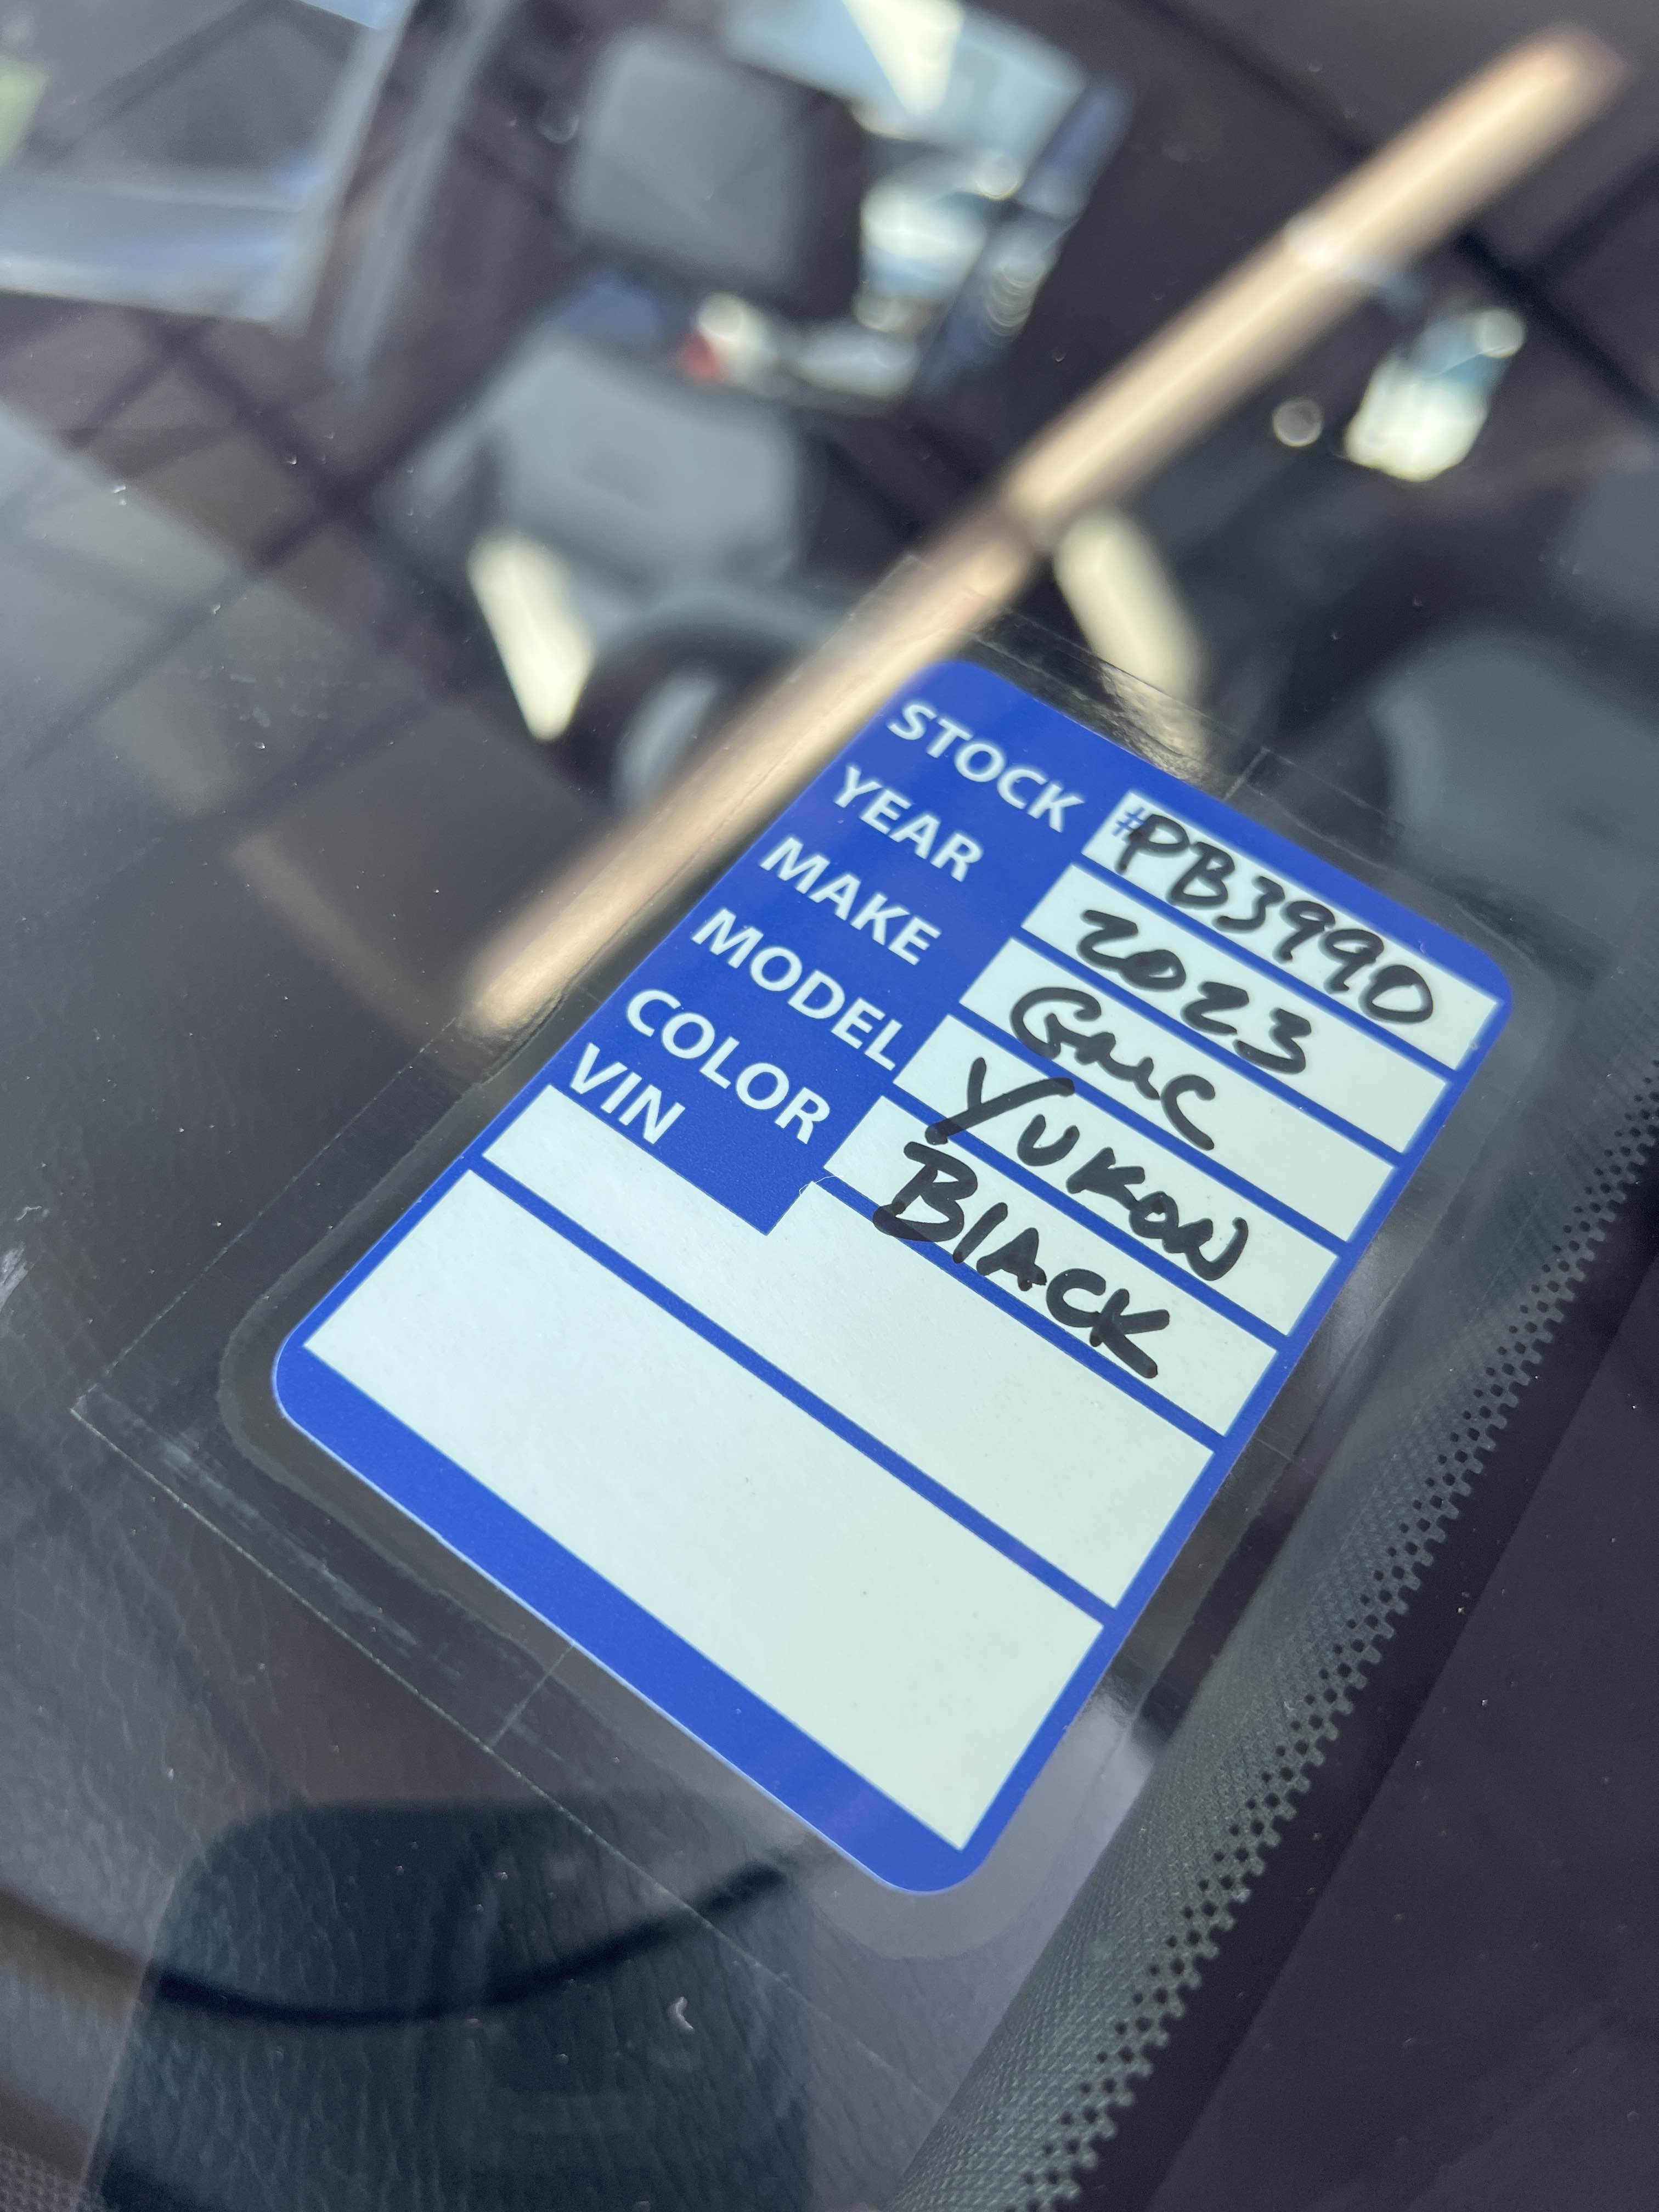 STOCK #PB3990
YEAR 2023
MAKE GMC
MODEL YUKON
COLOR BLACK
VIN